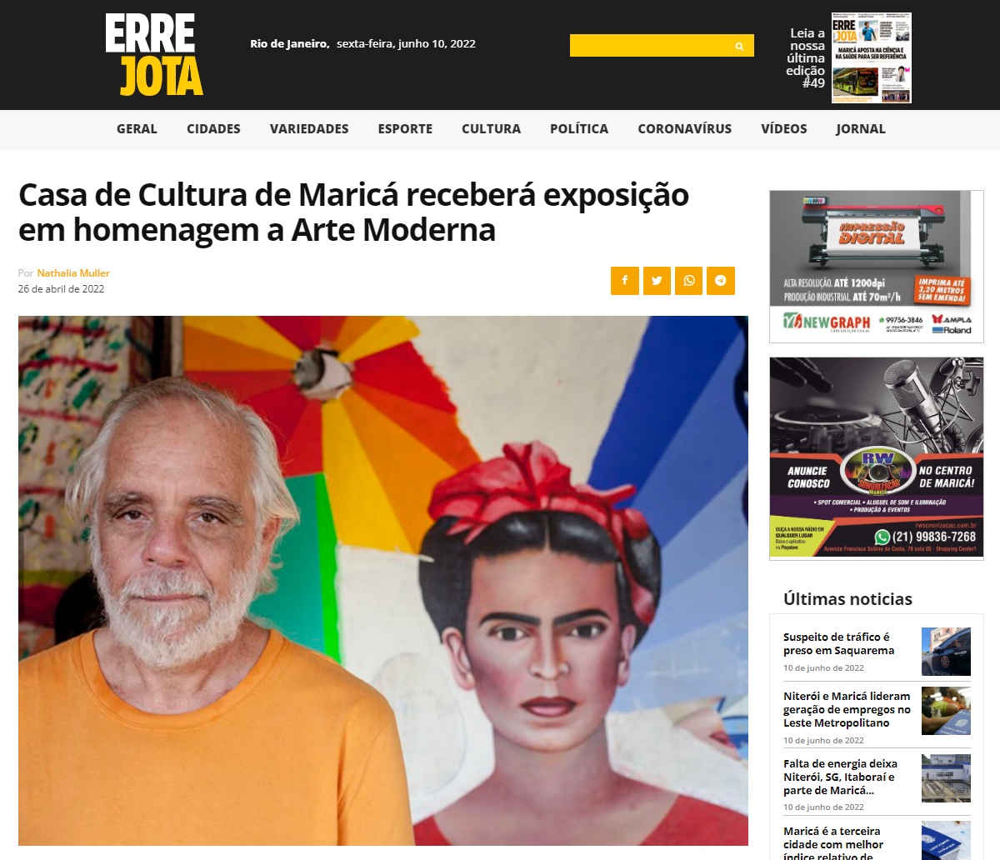 ERRE
JOTA
Rio de Janeiro, sexta-feira, junho 10, 2022
Leia a
nossa
última
edição
#49
ERRE
JOTA
MARICÁ APOSTA NA CIÊNCIA E
NA SAÚDE PARA SER REFERÊNCIA
GERAL CIDADES VARIEDADES ESPORTE CULTURA POLÍTICA CORONAVÍRUS VÍDEOS JORNAL
Casa de Cultura de Maricá receberá exposição
em homenagem a Arte Moderna
Por Nathalia Muller
26 de abril de 2022
IMPRESSÃO
DIGITAL
ALTA RESOLUÇÃO. ATÉ 1200dpi
PRODUÇÃO INDUSTRIAL. ATÉ 70m²/h
IMPRIMA ATÉ
3,20 METROS
SEM EMENDA!
NEWGRAPH
COMUNICAÇÃO VISUAL
99756-3846
AMPLA
Roland
RW
SONORIZAÇÃO
MARICÁ
ANUNCIE
CONOSCO
NO CENTRO
DE MARICÁ!
• SPOT COMERCIAL • ALUGUEL DE SOM E ILUMINAÇÃO
• PRODUÇÃO & EVENTOS
OUÇA A NOSSA RÁDIO EM
QUALQUER LUGAR
Baixe o aplicativo
na Playstore
rwsonorizacao.com.br
(21) 99836-7268
Avenida Francisco Sabino da Costa, 79 sala 05 - Shopping Center1
Últimas noticias
Suspeito de tráfico é
preso em Saquarema
10 de junho de 2022
Niterói e Maricá lideram
geração de empregos no
Leste Metropolitano
10 de junho de 2022
Falta de energia deixa
Niterói, SG, Itaboraí e
parte de Maricá...
10 de junho de 2022
Maricá é a terceira
cidade com melhor
índice relativo de